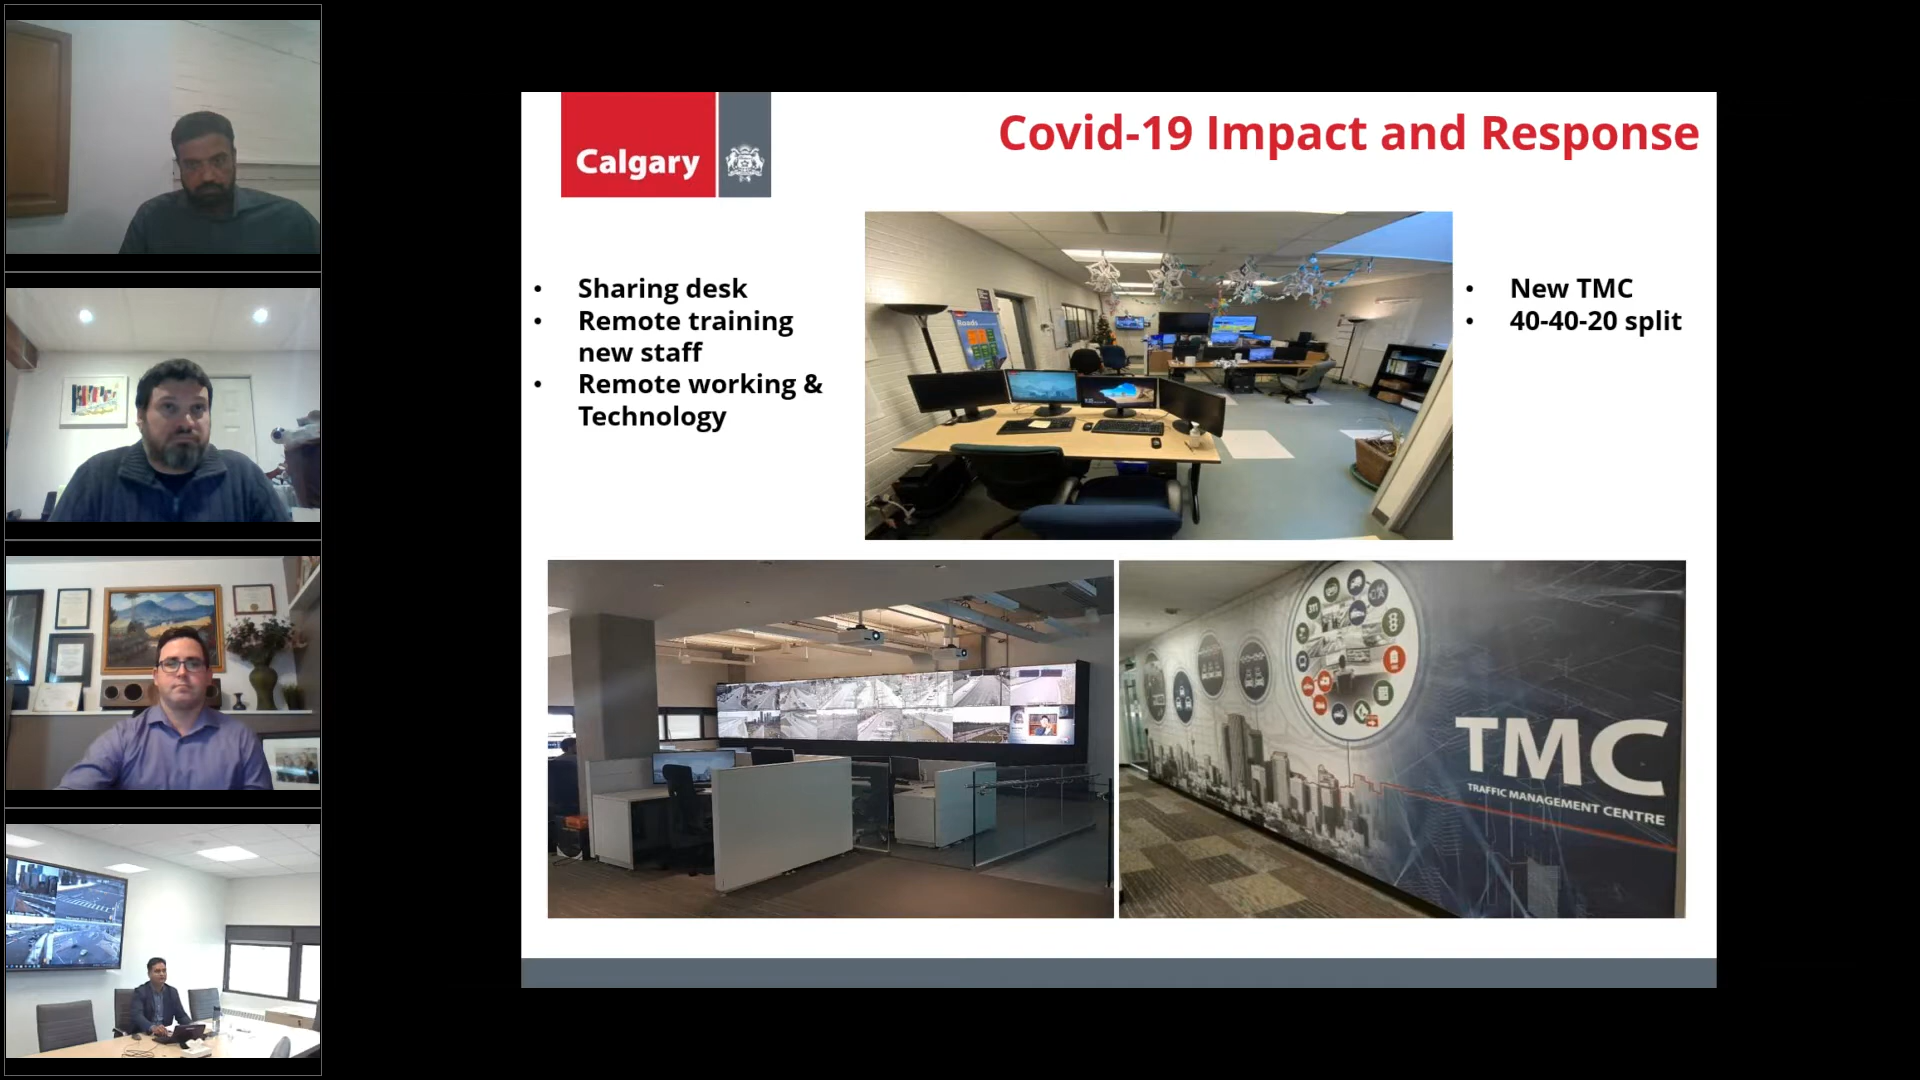 Calgary
Covid-19 Impact and Response
• Sharing desk
• Remote training
new staff
• Remote working &
Technology
• New TMC
• 40-40-20 split
Roads
TMC
TRAFFIC MANAGEMENT CENTRE